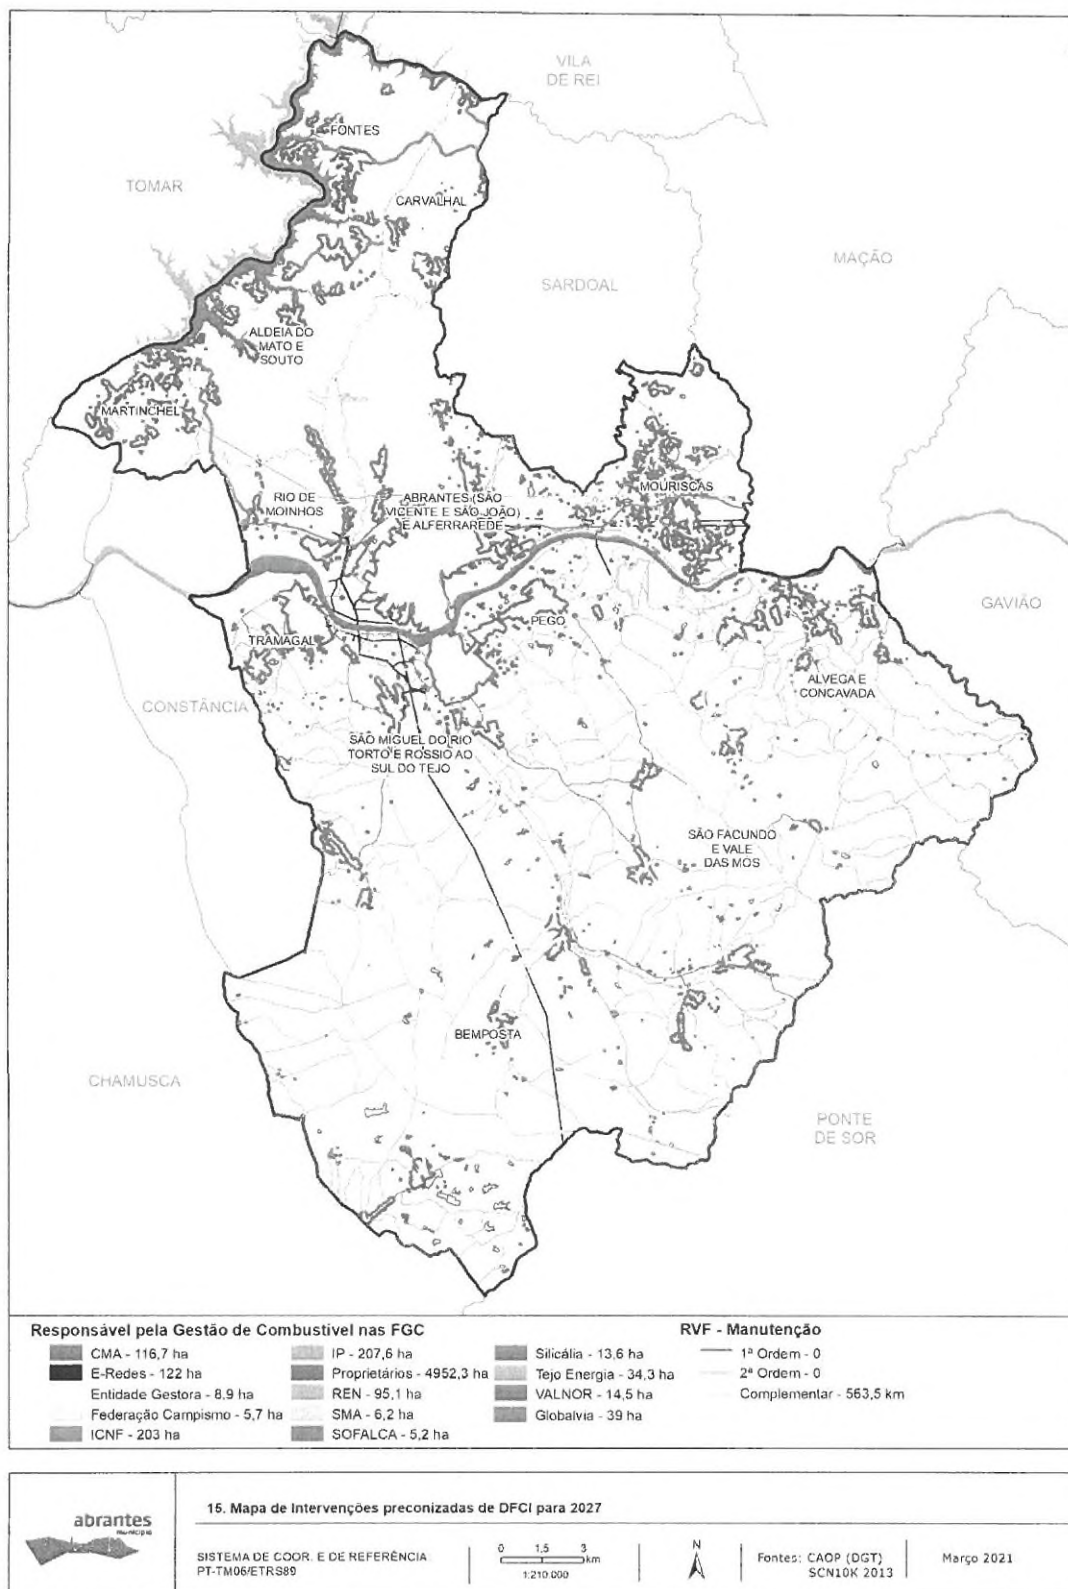 VILA
DE REI
FONTES
TOMAR
CARVALHAL
MAÇÃO
SARDOAL
ALDEIA DO
MATO E
SOUTO
MARTINCHEL
MOURISCAS
RIO DE
MOINHOS
ABRANTES (SÃO
VICENTE E SÃO JOÃO)
E ALFERRAREDE
GAVIÃO
PEGO
TRAMAGAL
ALVEGA E
CONCAVADA
CONSTÂNCIA
SÃO MIGUEL DO RIO
TORTO E ROSSIO AO
SUL DO TEJO
SÃO FACUNDO
E VALE
DAS MÓS
BEMPOSTA
CHAMUSCA
PONTE
DE SOR
Responsável pela Gestão de Combustível nas FGC
CMA - 116,7 ha
E-Redes - 122 ha
Entidade Gestora - 8,9 ha
Federação Campismo - 5,7 ha
ICNF - 203 ha
IP - 207,6 ha
Proprietários - 4952,3 ha
REN - 95,1 ha
SMA - 6,2 ha
SOFALCA - 5,2 ha
Silicália - 13,6 ha
Tejo Energia - 34,3 ha
VALNOR - 14,5 ha
Globalvia - 39 ha
RVF - Manutenção
1ª Ordem - 0
2ª Ordem - 0
Complementar - 563,5 km
abrantes
município
15. Mapa de Intervenções preconizadas de DFCI para 2027
SISTEMA DE COOR. E DE REFERÊNCIA
PT-TM06/ETRS89
0 1,5 3
km
1:210.000
N
Fontes: CAOP (DGT)
SCN10K 2013
Março 2021